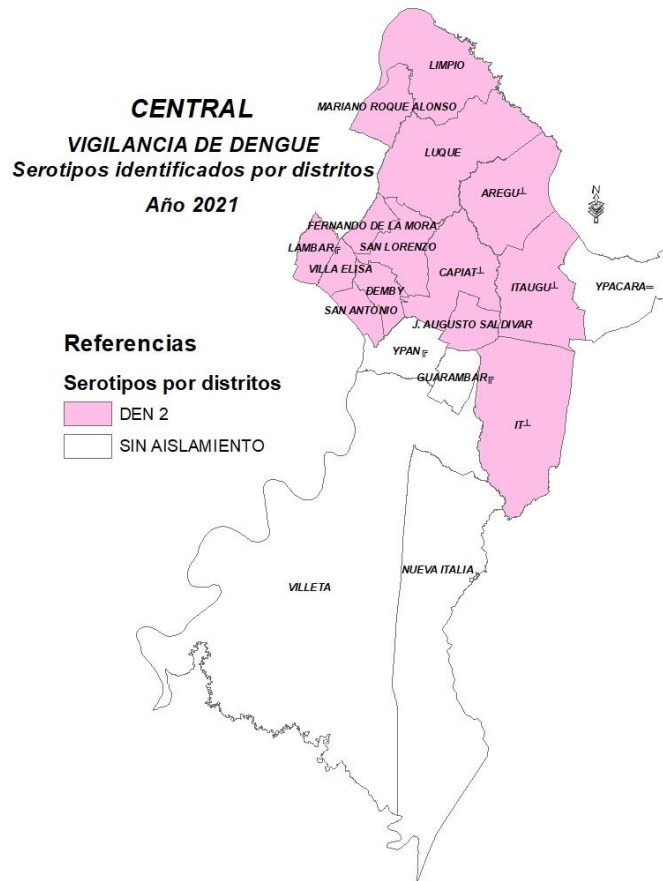 CENTRAL
VIGILANCIA DE DENGUE
Serotipos identificados por distritos
Año 2021
N
LIMPIO
MARIANO ROQUE ALONSO
LUQUE
AREGU┴
FERNANDO DE LA MORA
LAMBAR╔
SAN LORENZO
VILLA ELISA
CAPIAT┴
ITAUGU┴
YPACARA═
ÐEMBY
SAN ANTONIO
J. AUGUSTO SALDIVAR
YPAN╔
GUARAMBAR╔
IT┴
NUEVA ITALIA
VILLETA
Referencias
Serotipos por distritos
DEN 2
SIN AISLAMIENTO